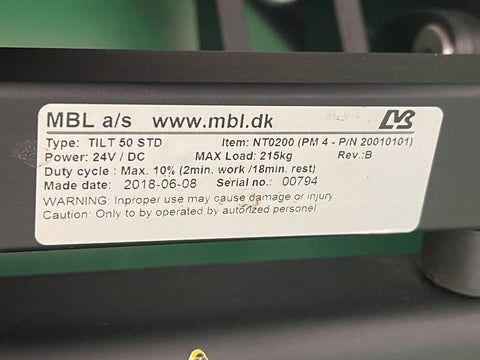 MBL a/s www.mbl.dk
Type: TILT 50 STD Item: NT0200 (PM 4 - P/N 20010101)
Power: 24V / DC MAX Load: 215kg Rev.:B
Duty cycle : Max. 10% (2min. work /18min. rest)
Made date: 2018-06-08 Serial no.: 00794
WARNING: Inproper use may cause damage or injury
Caution: Only to by operated by autorized personel